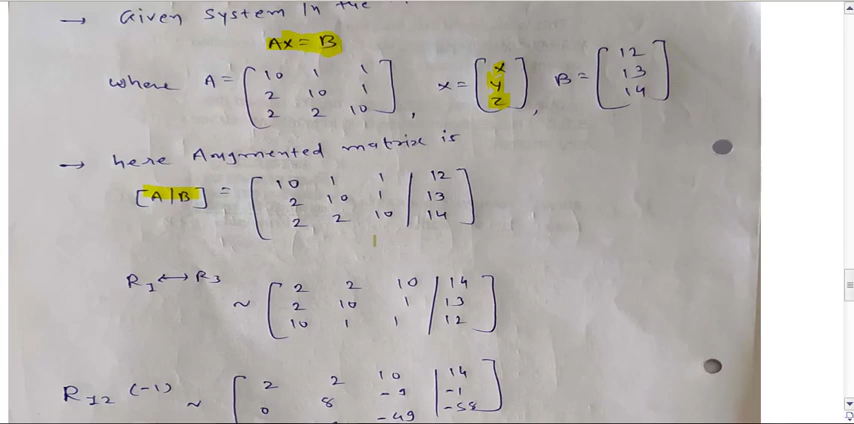 → Given System In the
AX = B
where A = [ 10 1 1 ; 2 10 1 ; 2 2 10 ] , x = [ x ; y ; z ] , B = [ 12 ; 13 ; 14 ]
→ here Augmented matrix is
[A|B] = [ 10 1 1 | 12 ; 2 10 1 | 13 ; 2 2 10 | 14 ]
R1 ↔ R3
~ [ 2 2 10 | 14 ; 2 10 1 | 13 ; 10 1 1 | 12 ]
R12 (-1) ~ [ 2 2 10 | 14 ; 0 8 -9 | -1 ; -49 | -58 ]